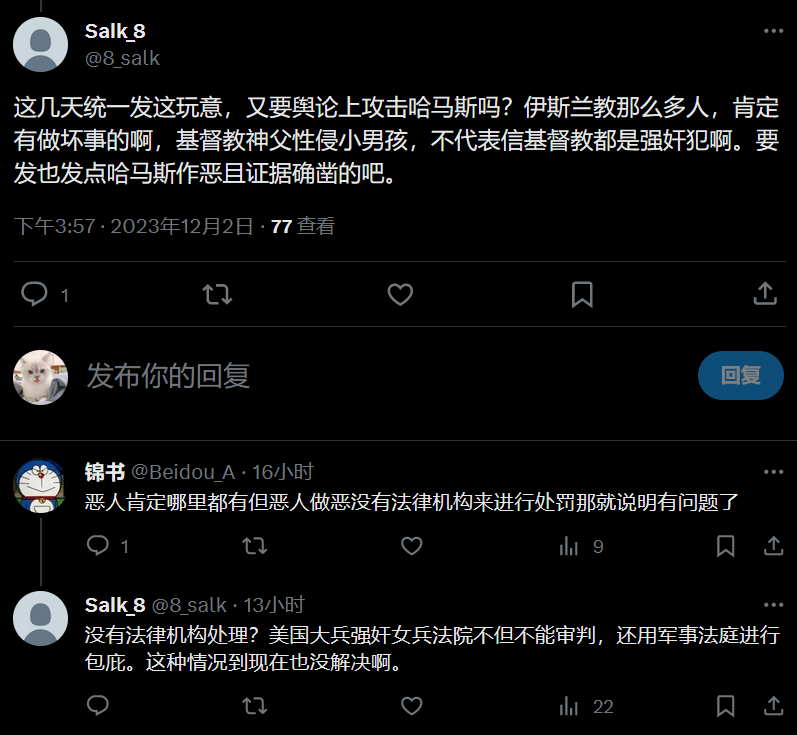 Salk_8
@8_salk
这几天统一发这玩意，又要舆论上攻击哈马斯吗？伊斯兰教那么多人，肯定
有做坏事的啊，基督教神父性侵小男孩，不代表信基督教都是强奸犯啊。要
发也发点哈马斯作恶且证据确凿的吧。
下午3:57 · 2023年12月2日 · 77 查看
1
发布你的回复
回复
锦书 @Beidou_A · 16小时
恶人肯定哪里都有但恶人做恶没有法律机构来进行处罚那就说明有问题了
1 9
Salk_8 @8_salk · 13小时
没有法律机构处理？美国大兵强奸女兵法院不但不能审判，还用军事法庭进行
包庇。这种情况到现在也没解决啊。
22